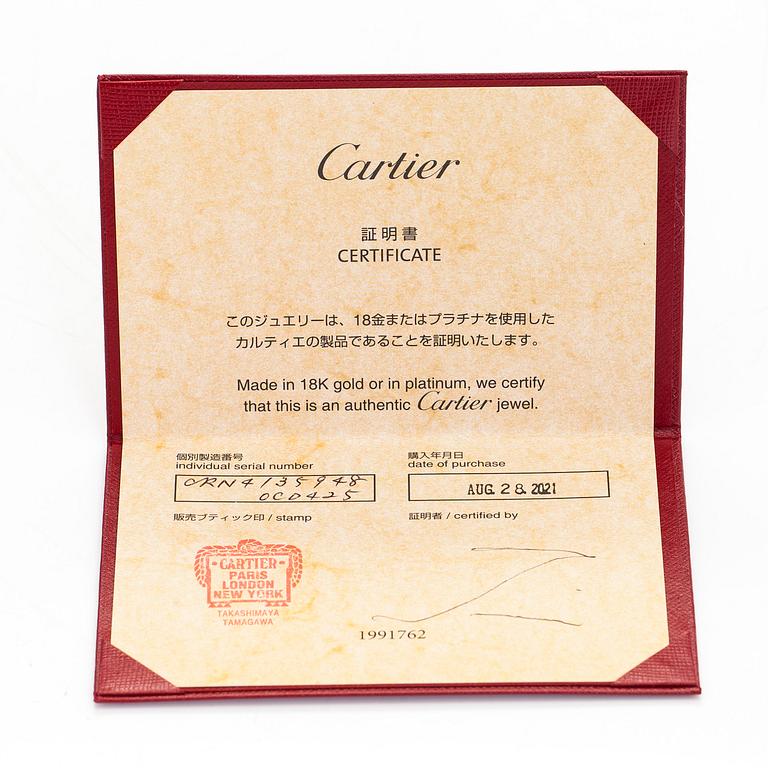 Cartier
証明書
CERTIFICATE
このジュエリーは、18金またはプラチナを使用した
カルティエの製品であることを証明いたします。
Made in 18K gold or in platinum, we certify
that this is an authentic Cartier jewel.
個別製造番号
individual serial number
CRN4135948
OCD425
購入年月日
date of purchase
AUG. 28. 2021
販売ブティック印 / stamp
証明者 / certified by
CARTIER
PARIS
LONDON
NEW YORK
TAKASHIMAYA
TAMAGAWA
1991762